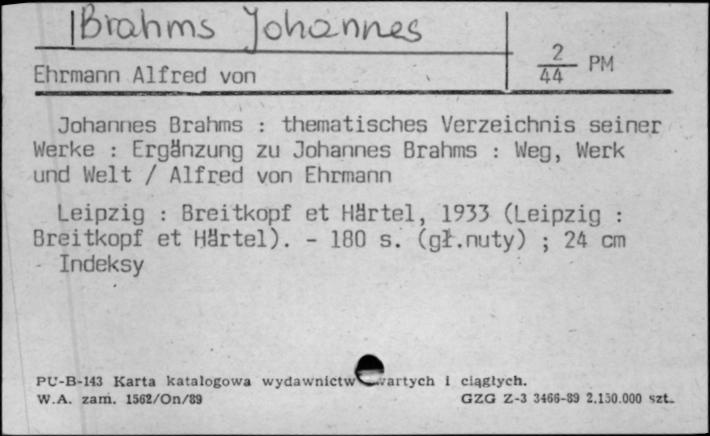 Brahms Johannes
Ehrmann Alfred von
2
44 PM
Johannes Brahms : thematisches Verzeichnis seiner
Werke : Ergänzung zu Johannes Brahms : Weg, Werk
und Welt / Alfred von Ehrmann
Leipzig : Breitkopf et Härtel, 1933 (Leipzig :
Breitkopf et Härtel). - 180 s. (gł.nuty) ; 24 cm
- Indeksy
PU-B-143 Karta katalogowa wydawnictw zwartych i ciągłych.
W.A. zam. 1562/On/89 GZG Z-3 3466-89 2.150.000 szt.